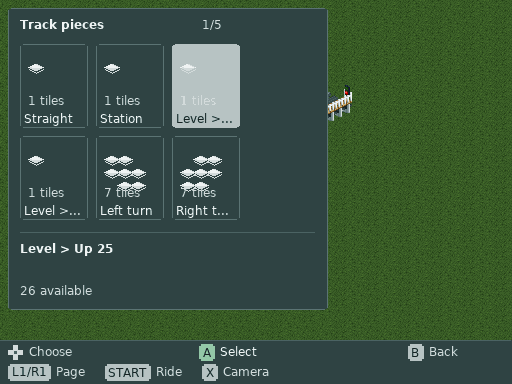 Track pieces 1/5
1 tiles 1 tiles 1 tiles
Straight Station Level >...
1 tiles 7 tiles 7 tiles
Level >... Left turn Right t...
Level > Up 25
26 available
Choose A Select B Back
L1/R1 Page START Ride X Camera